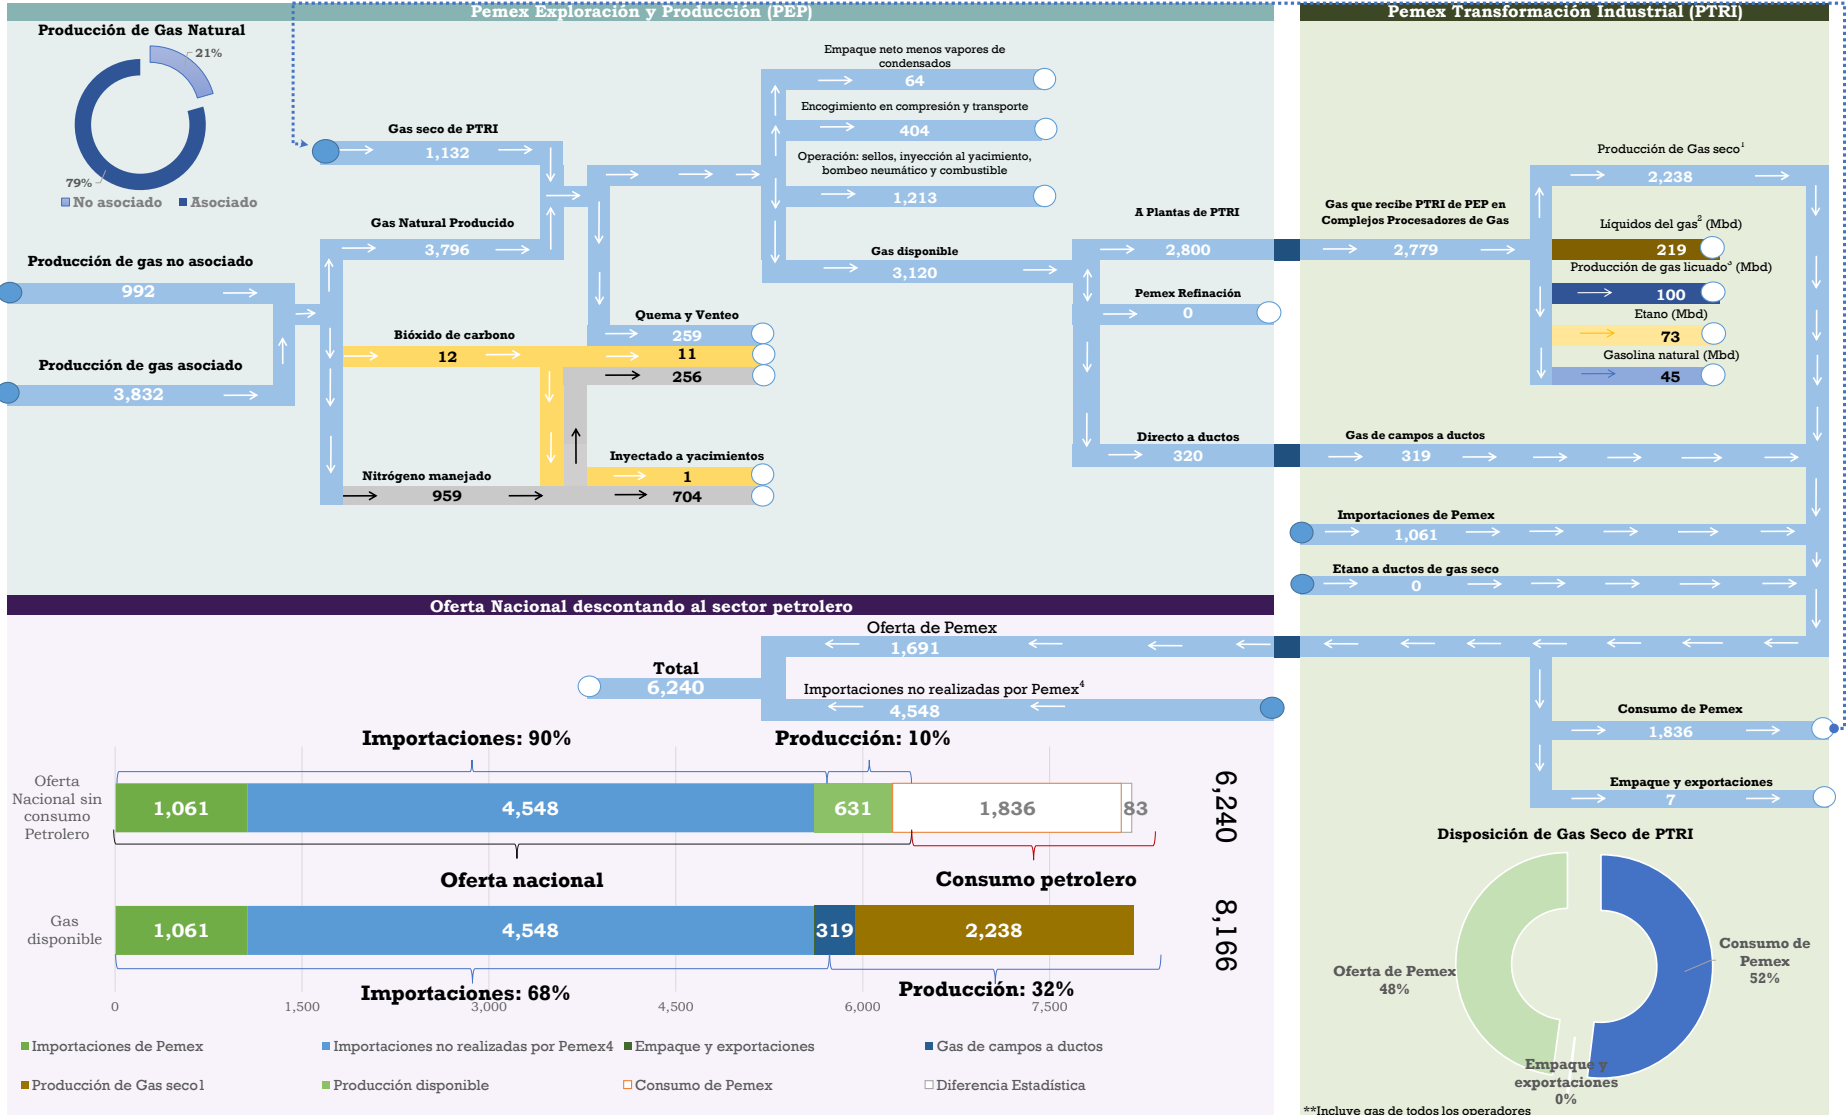 Pemex Exploración y Producción (PEP)
Pemex Transformación Industrial (PTRI)
Producción de Gas Natural
21%
79%
No asociado
Asociado
Gas seco de PTRI
1,132
Gas Natural Producido
3,796
Producción de gas no asociado
992
Producción de gas asociado
3,832
Bióxido de carbono
12
Nitrógeno manejado
959
Empaque neto menos vapores de
condensados
64
Encogimiento en compresión y transporte
404
Operación: sellos, inyección al yacimiento,
bombeo neumático y combustible
1,213
Gas disponible
3,120
Quema y Venteo
259
11
256
Inyectado a yacimientos
1
704
A Plantas de PTRI
2,800
Pemex Refinación
0
Directo a ductos
320
Gas que recibe PTRI de PEP en
Complejos Procesadores de Gas
2,779
Producción de Gas seco¹
2,238
Líquidos del gas² (Mbd)
219
Producción de gas licuado³ (Mbd)
100
Etano (Mbd)
73
Gasolina natural (Mbd)
45
Gas de campos a ductos
319
Importaciones de Pemex
1,061
Etano a ductos de gas seco
0
Oferta Nacional descontando al sector petrolero
Oferta de Pemex
1,691
Total
6,240
Importaciones no realizadas por Pemex⁴
4,548
Consumo de Pemex
1,836
Empaque y exportaciones
7
Importaciones: 90%
Producción: 10%
Oferta
Nacional sin
consumo
Petrolero
1,061
4,548
631
1,836
83
6,240
Oferta nacional
Consumo petrolero
Gas
disponible
1,061
4,548
319
2,238
8,166
Importaciones: 68%
Producción: 32%
0
1,500
3,000
4,500
6,000
7,500
Importaciones de Pemex
Importaciones no realizadas por Pemex4
Empaque y exportaciones
Gas de campos a ductos
Producción de Gas seco1
Producción disponible
Consumo de Pemex
Diferencia Estadística
Disposición de Gas Seco de PTRI
Oferta de Pemex
48%
Consumo de
Pemex
52%
Empaque y
exportaciones
0%
**Incluye gas de todos los operadores